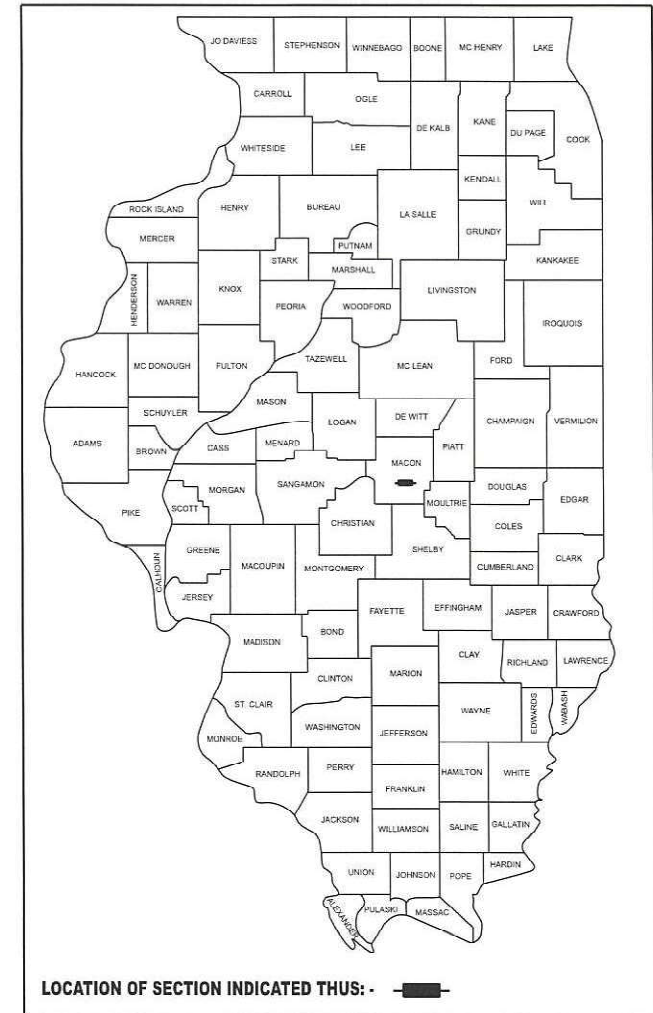 JO DAVIESS STEPHENSON WINNEBAGO BOONE MC HENRY LAKE
CARROLL OGLE DE KALB KANE DU PAGE COOK
WHITESIDE LEE KENDALL WILL
ROCK ISLAND HENRY BUREAU LA SALLE GRUNDY
MERCER PUTNAM KANKAKEE
STARK MARSHALL
HENDERSON WARREN KNOX PEORIA WOODFORD LIVINGSTON IROQUOIS
HANCOCK MC DONOUGH FULTON TAZEWELL MC LEAN FORD
SCHUYLER MASON LOGAN DE WITT CHAMPAIGN VERMILION
ADAMS BROWN CASS MENARD PIATT
MACON
PIKE SCOTT MORGAN SANGAMON MOULTRIE DOUGLAS EDGAR
CHRISTIAN COLES
CALHOUN GREENE MACOUPIN MONTGOMERY SHELBY CUMBERLAND CLARK
JERSEY FAYETTE EFFINGHAM JASPER CRAWFORD
MADISON BOND
CLINTON MARION CLAY RICHLAND LAWRENCE
ST. CLAIR WASHINGTON JEFFERSON WAYNE EDWARDS WABASH
MONROE
RANDOLPH PERRY FRANKLIN HAMILTON WHITE
JACKSON WILLIAMSON SALINE GALLATIN
UNION JOHNSON POPE HARDIN
ALEXANDER PULASKI MASSAC
LOCATION OF SECTION INDICATED THUS: -